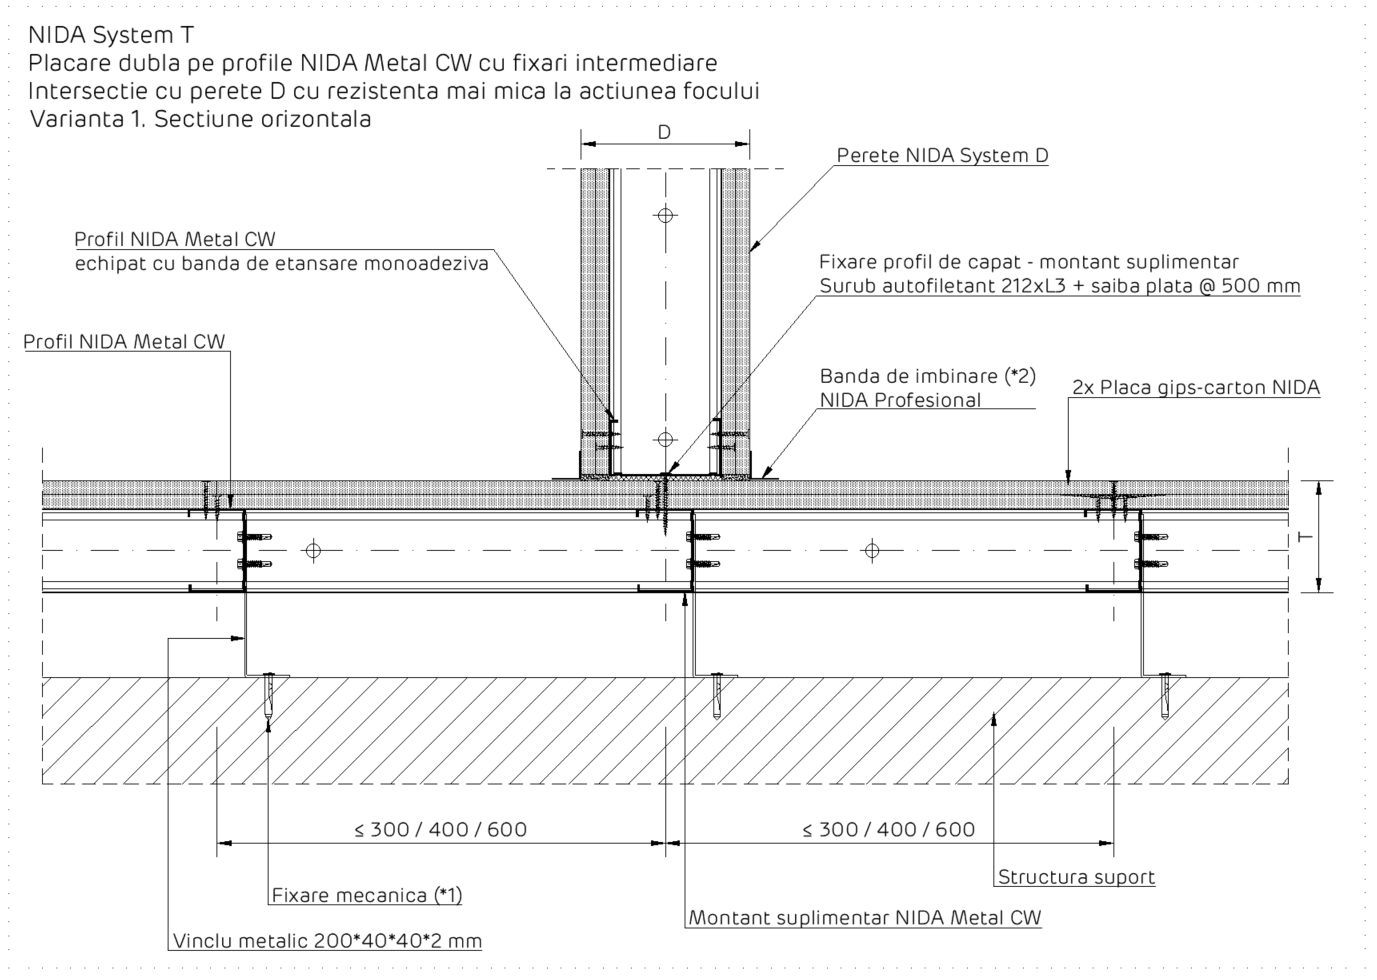 NIDA System T
Placare dubla pe profile NIDA Metal CW cu fixari intermediare
Intersectie cu perete D cu rezistenta mai mica la actiunea focului
Varianta 1. Sectiune orizontala
D
Perete NIDA System D
Profil NIDA Metal CW
echipat cu banda de etansare monoadeziva
Fixare profil de capat - montant suplimentar
Surub autofiletant 212xL3 + saiba plata @ 500 mm
Profil NIDA Metal CW
Banda de imbinare (*2)
NIDA Profesional
2x Placa gips-carton NIDA
T
≤ 300 / 400 / 600
≤ 300 / 400 / 600
Structura suport
Fixare mecanica (*1)
Montant suplimentar NIDA Metal CW
Vinclu metalic 200*40*40*2 mm